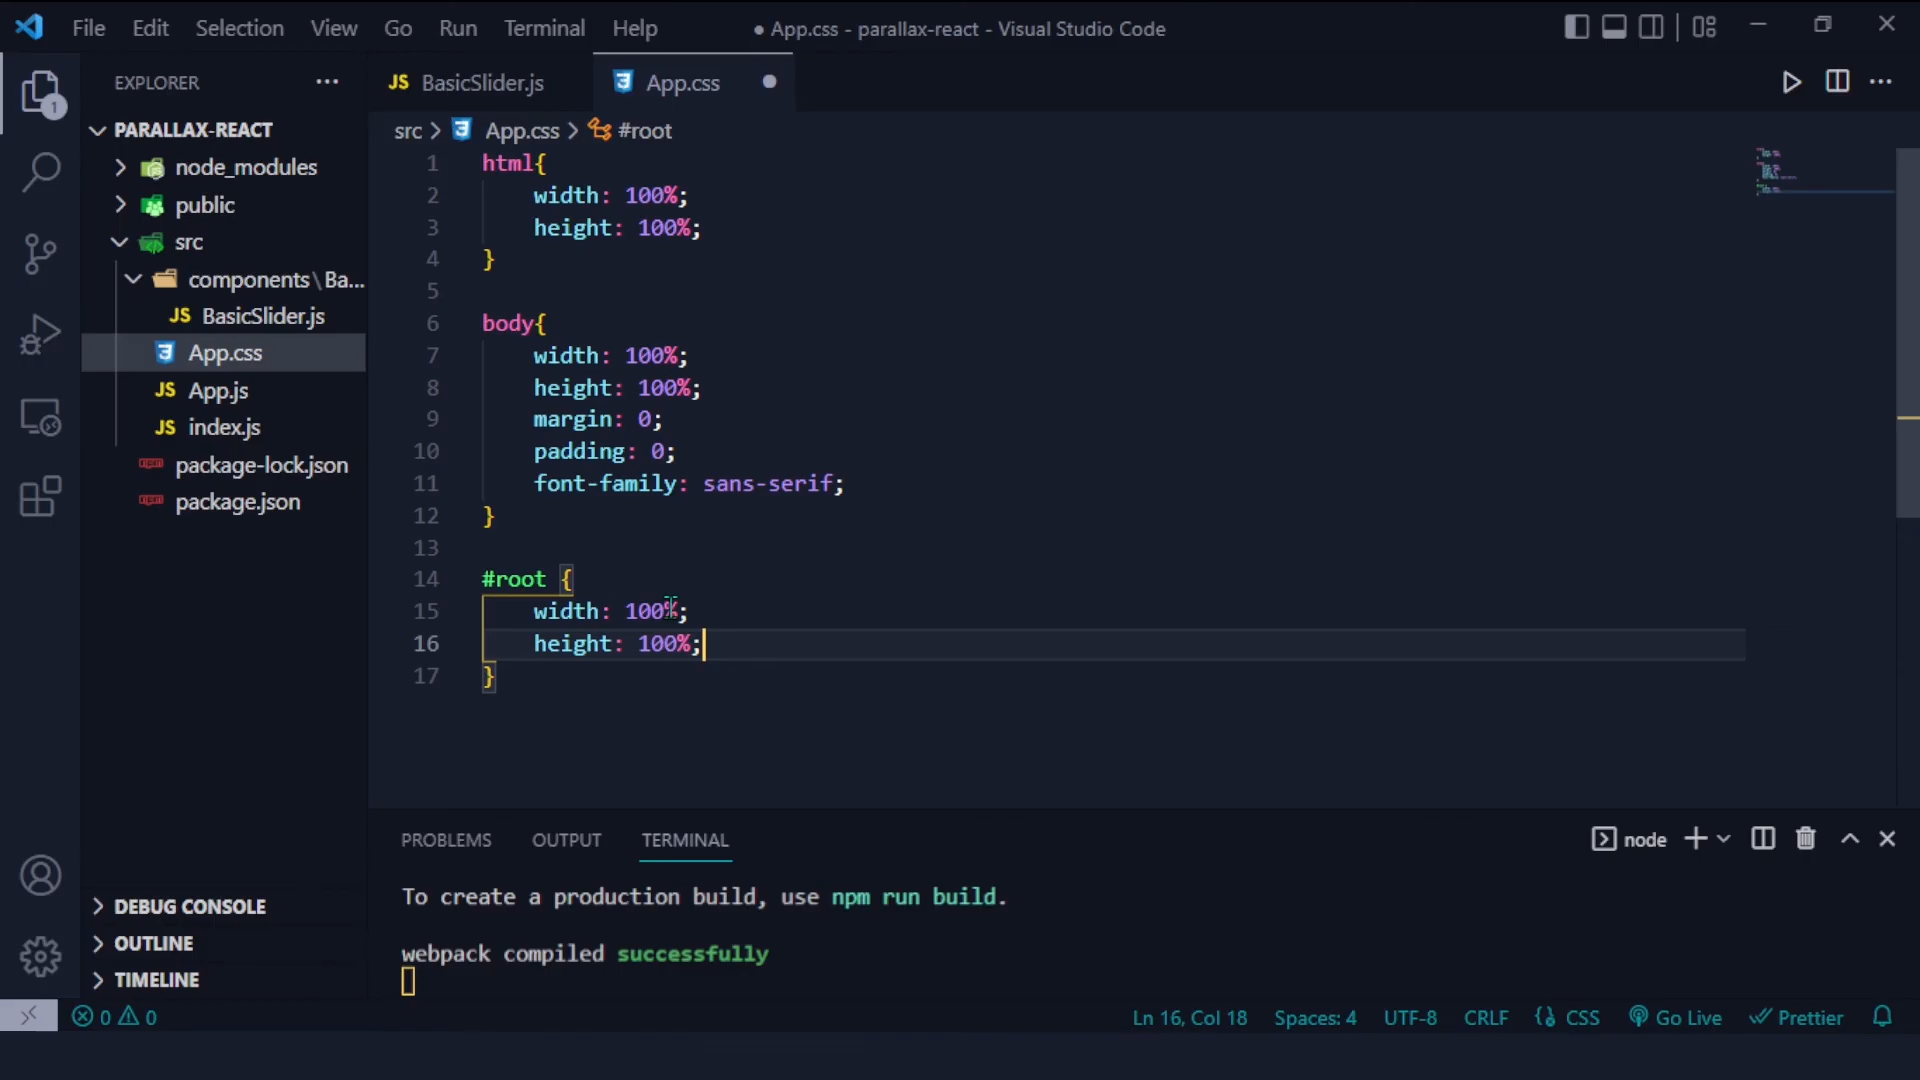 File Edit Selection View Go Run Terminal Help ● App.css - parallax-react - Visual Studio Code
EXPLORER ···
JS BasicSlider.js
App.css ●
src > App.css > #root
PARALLAX-REACT
node_modules
public
src
components\Ba...
JS BasicSlider.js
App.css
JS App.js
JS index.js
package-lock.json
package.json
DEBUG CONSOLE
OUTLINE
TIMELINE
1
1 html{
2 width: 100%;
3 height: 100%;
4 }
5
6 body{
7 width: 100%;
8 height: 100%;
9 margin: 0;
10 padding: 0;
11 font-family: sans-serif;
12 }
13
14 #root {
15 width: 100%;
16 height: 100%;
17 }
PROBLEMS OUTPUT TERMINAL
node
To create a production build, use npm run build.
webpack compiled successfully
0 0
Ln 16, Col 18 Spaces: 4 UTF-8 CRLF CSS Go Live Prettier